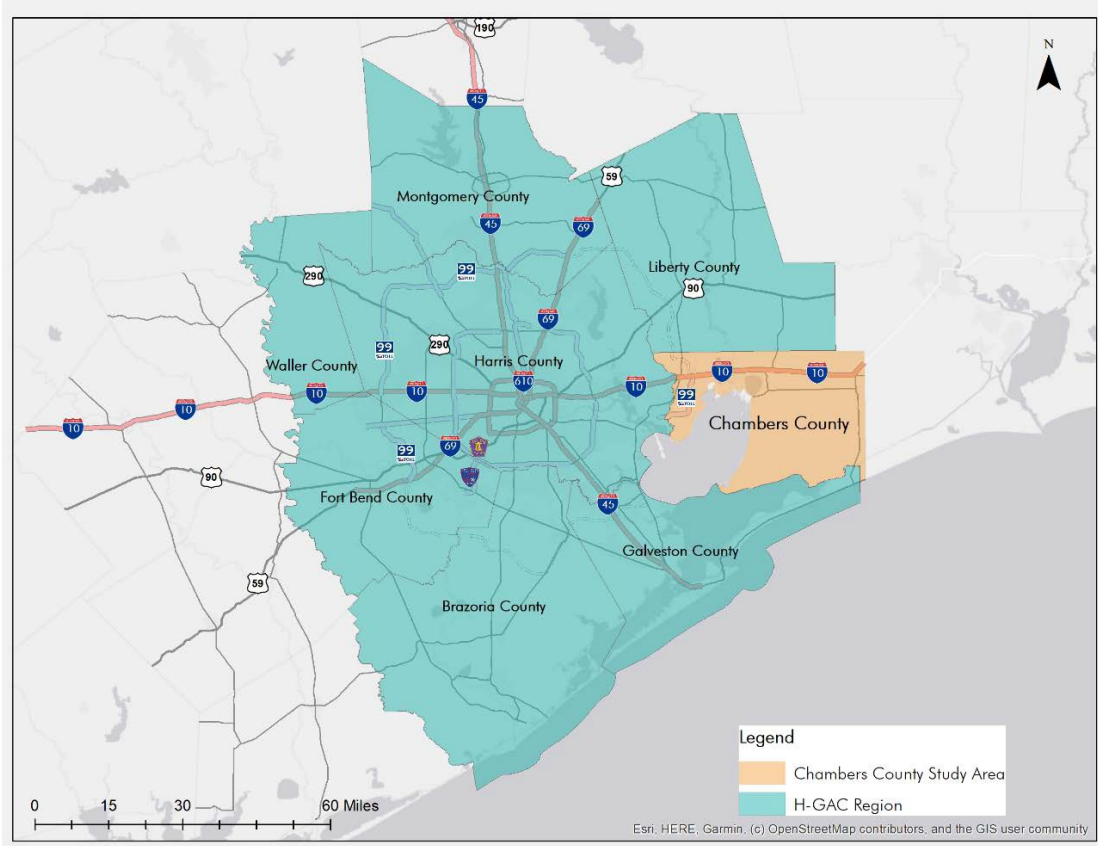 190
N
45
59
Montgomery County
45
69
99
Liberty County
290
90
69
99
290
Harris County
Waller County
610
10
10
10
10
10
10
10
99
Chambers County
69
99
90
Fort Bend County
45
Galveston County
59
Brazoria County
Legend
Chambers County Study Area
H-GAC Region
0 15 30 60 Miles
Esri, HERE, Garmin, (c) OpenStreetMap contributors, and the GIS user community